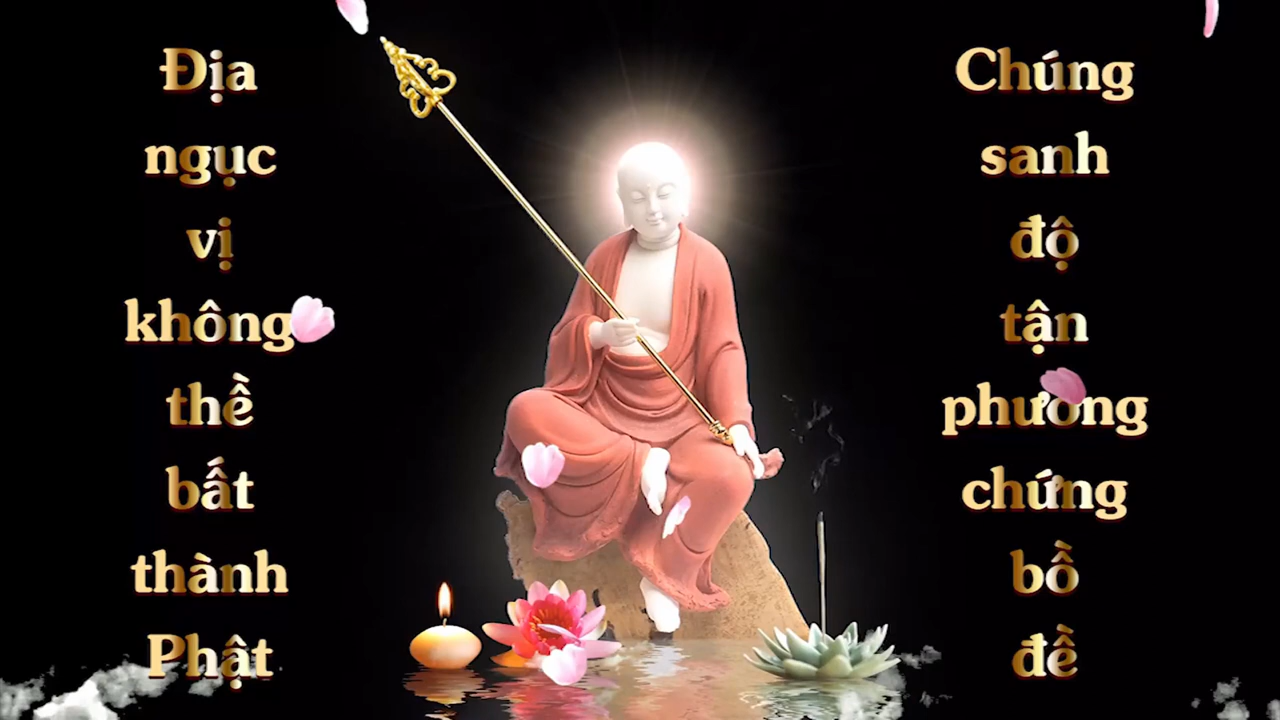 Địa
ngục
vị
không
thề
bất
thành
Phật
Chúng
sanh
độ
tận
phương
chứng
bồ
đề